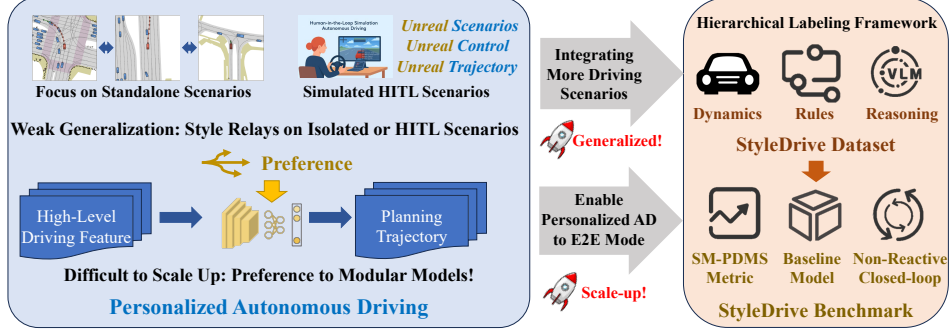 Focus on Standalone Scenarios
Human-in-the-Loop Simulation
Autonomous Driving
Unreal Scenarios
Unreal Control
Unreal Trajectory
Simulated HITL Scenarios
Weak Generalization: Style Relays on Isolated or HITL Scenarios
Preference
High-Level
Driving Feature
Planning
Trajectory
Difficult to Scale Up: Preference to Modular Models!
Personalized Autonomous Driving
Integrating
More Driving
Scenarios
Generalized!
Enable
Personalized AD
to E2E Mode
Scale-up!
Hierarchical Labeling Framework
VLM
Dynamics
Rules
Reasoning
StyleDrive Dataset
SM-PDMS
Metric
Baseline
Model
Non-Reactive
Closed-loop
StyleDrive Benchmark